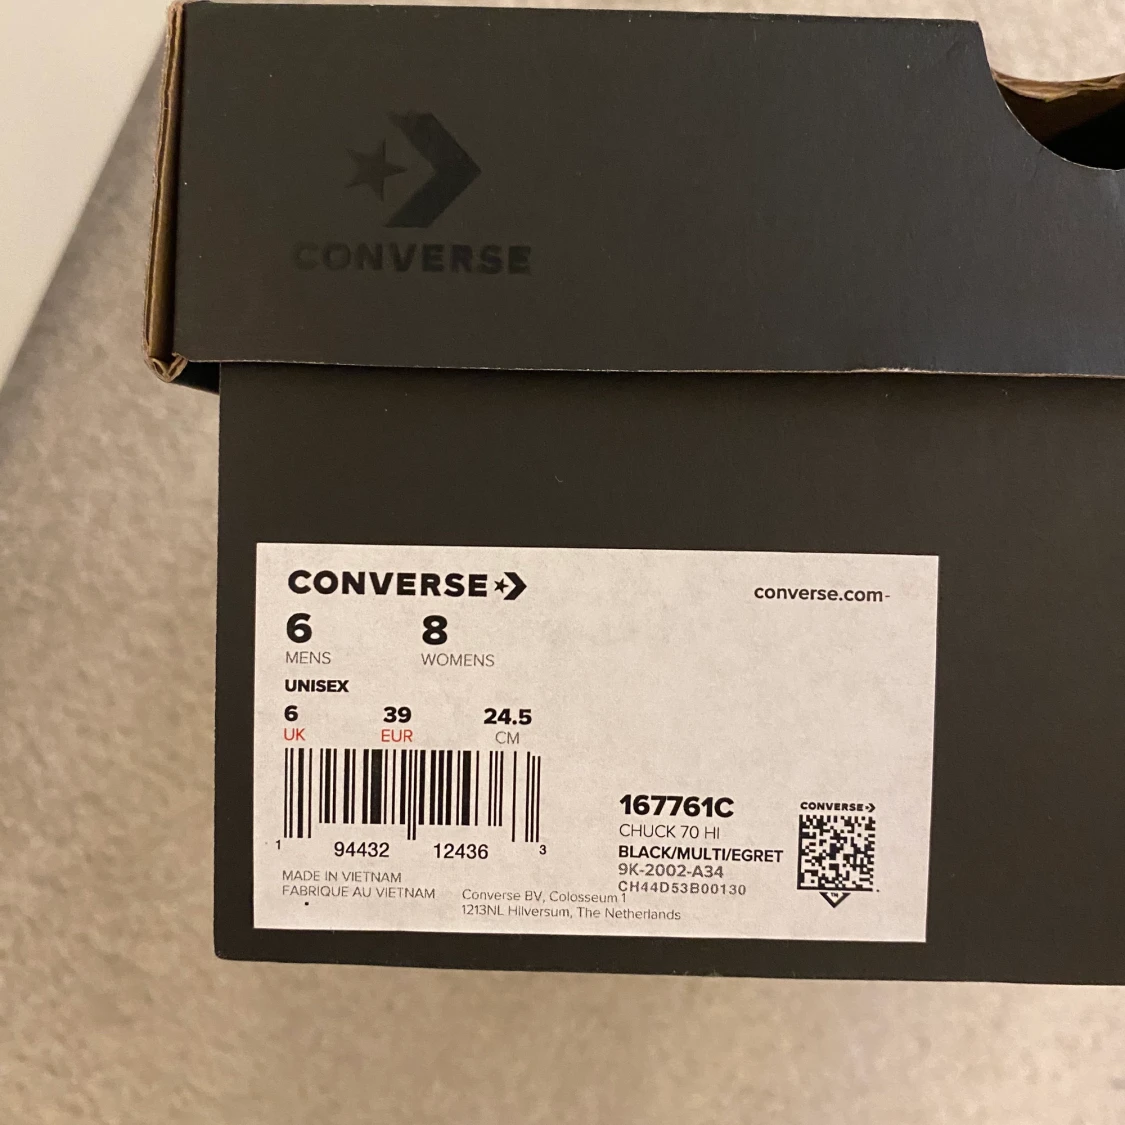 CONVERSE
CONVERSE
converse.com-
6 8
MENS WOMENS
UNISEX
6 39 24.5
UK EUR CM
1 94432 12436 3
MADE IN VIETNAM
FABRIQUE AU VIETNAM
Converse BV, Colosseum 1
1213NL Hilversum, The Netherlands
167761C
CHUCK 70 HI
BLACK/MULTI/EGRET
9K-2002-A34
CH44D53B00130
CONVERSE